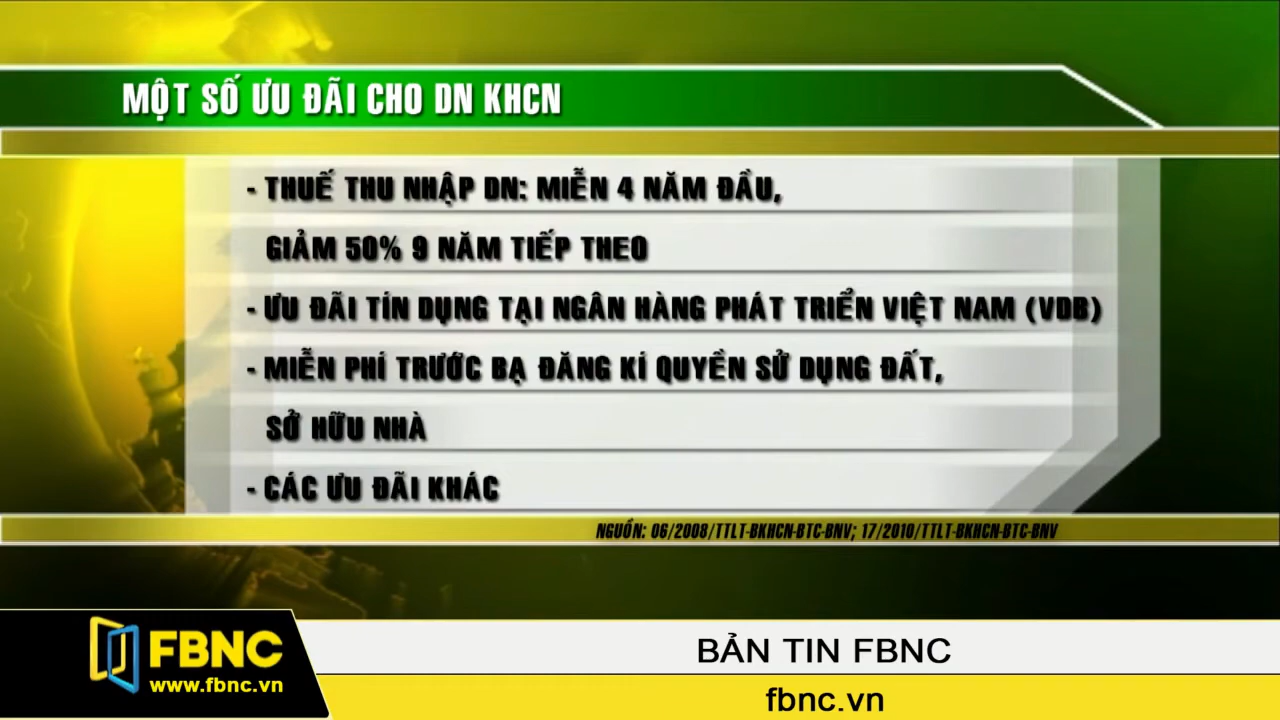 MỘT SỐ ƯU ĐÃI CHO DN KHCN
- THUẾ THU NHẬP DN: MIỄN 4 NĂM ĐẦU,
GIẢM 50% 9 NĂM TIẾP THEO
- ƯU ĐÃI TÍN DỤNG TẠI NGÂN HÀNG PHÁT TRIỂN VIỆT NAM (VDB)
- MIỄN PHÍ TRƯỚC BẠ ĐĂNG KÍ QUYỀN SỬ DỤNG ĐẤT,
SỞ HỮU NHÀ
- CÁC ƯU ĐÃI KHÁC
NGUỒN: 06/2008/TTLT-BKHCN-BTC-BNV; 17/2010/TTLT-BKHCN-BTC-BNV
FBNC
www.fbnc.vn
BẢN TIN FBNC
fbnc.vn